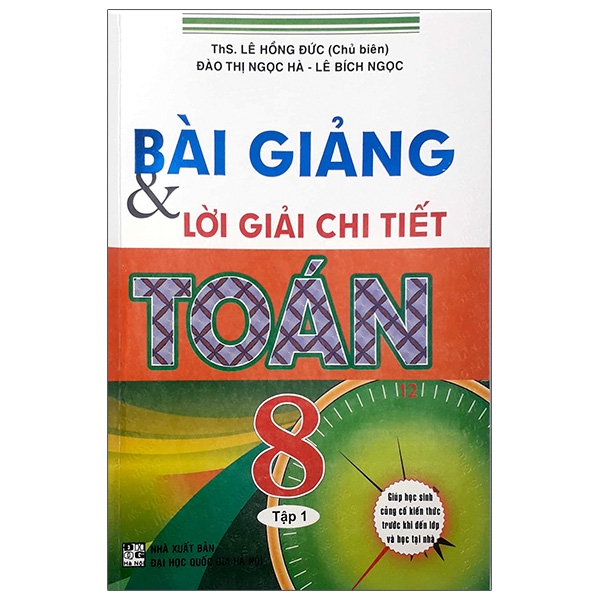 ThS. LÊ HỒNG ĐỨC (Chủ biên)
ĐÀO THỊ NGỌC HÀ - LÊ BÍCH NGỌC
BÀI GIẢNG
& LỜI GIẢI CHI TIẾT
TOÁN
8
Tập 1
12
Giúp học sinh
củng cố kiến thức
trước khi đến lớp
và học tại nhà
Hà Nội
NHÀ XUẤT BẢN
ĐẠI HỌC QUỐC GIA HÀ NỘI